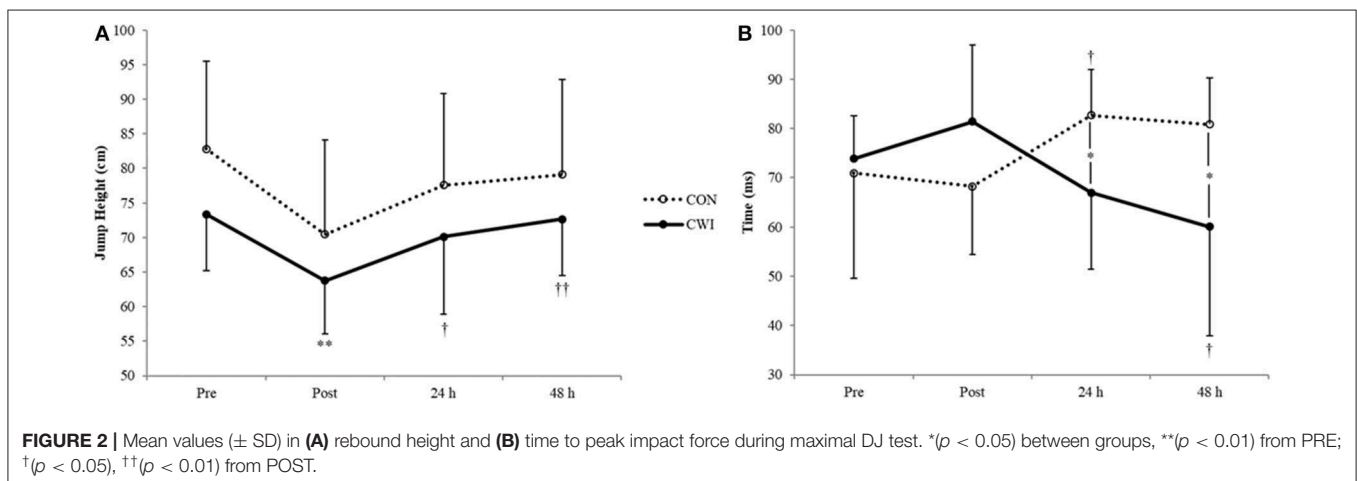 A
100
95
90
85
80
75
70
65
60
55
50
Jump Height (cm)
**
†
††
Pre Post 24 h 48 h
CON
CWI
B
100
90
80
70
60
50
40
30
Time (ms)
†
*
*
†
Pre Post 24 h 48 h
FIGURE 2 | Mean values (± SD) in (A) rebound height and (B) time to peak impact force during maximal DJ test. *(p < 0.05) between groups, **(p < 0.01) from PRE;
†(p < 0.05), ††(p < 0.01) from POST.